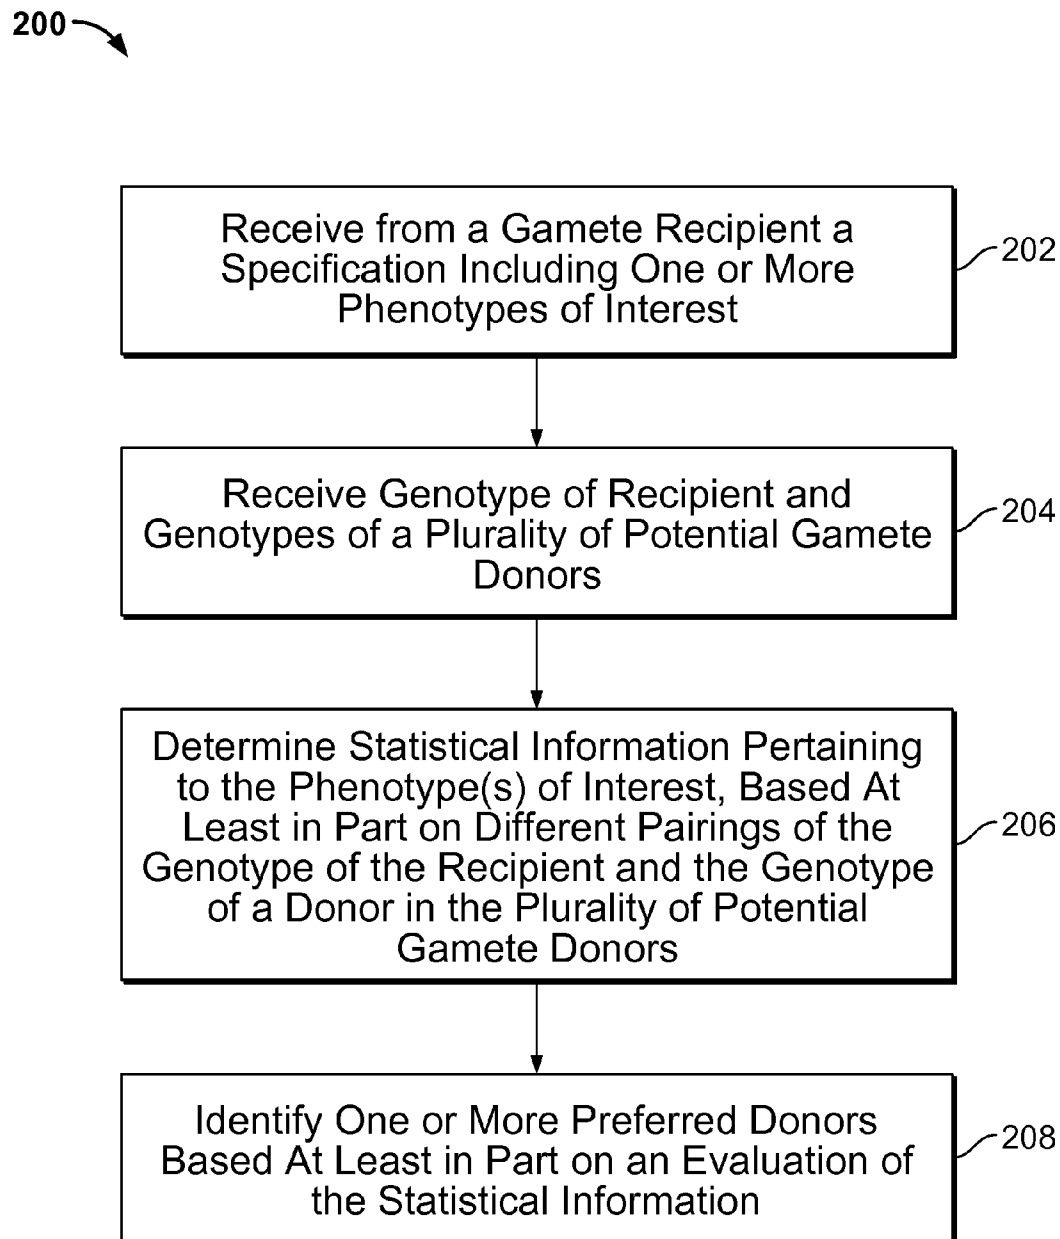 200
Receive from a Gamete Recipient a
Specification Including One or More
Phenotypes of Interest
202
Receive Genotype of Recipient and
Genotypes of a Plurality of Potential Gamete
Donors
204
Determine Statistical Information Pertaining
to the Phenotype(s) of Interest, Based At
Least in Part on Different Pairings of the
Genotype of the Recipient and the Genotype
of a Donor in the Plurality of Potential
Gamete Donors
206
Identify One or More Preferred Donors
Based At Least in Part on an Evaluation of
the Statistical Information
208